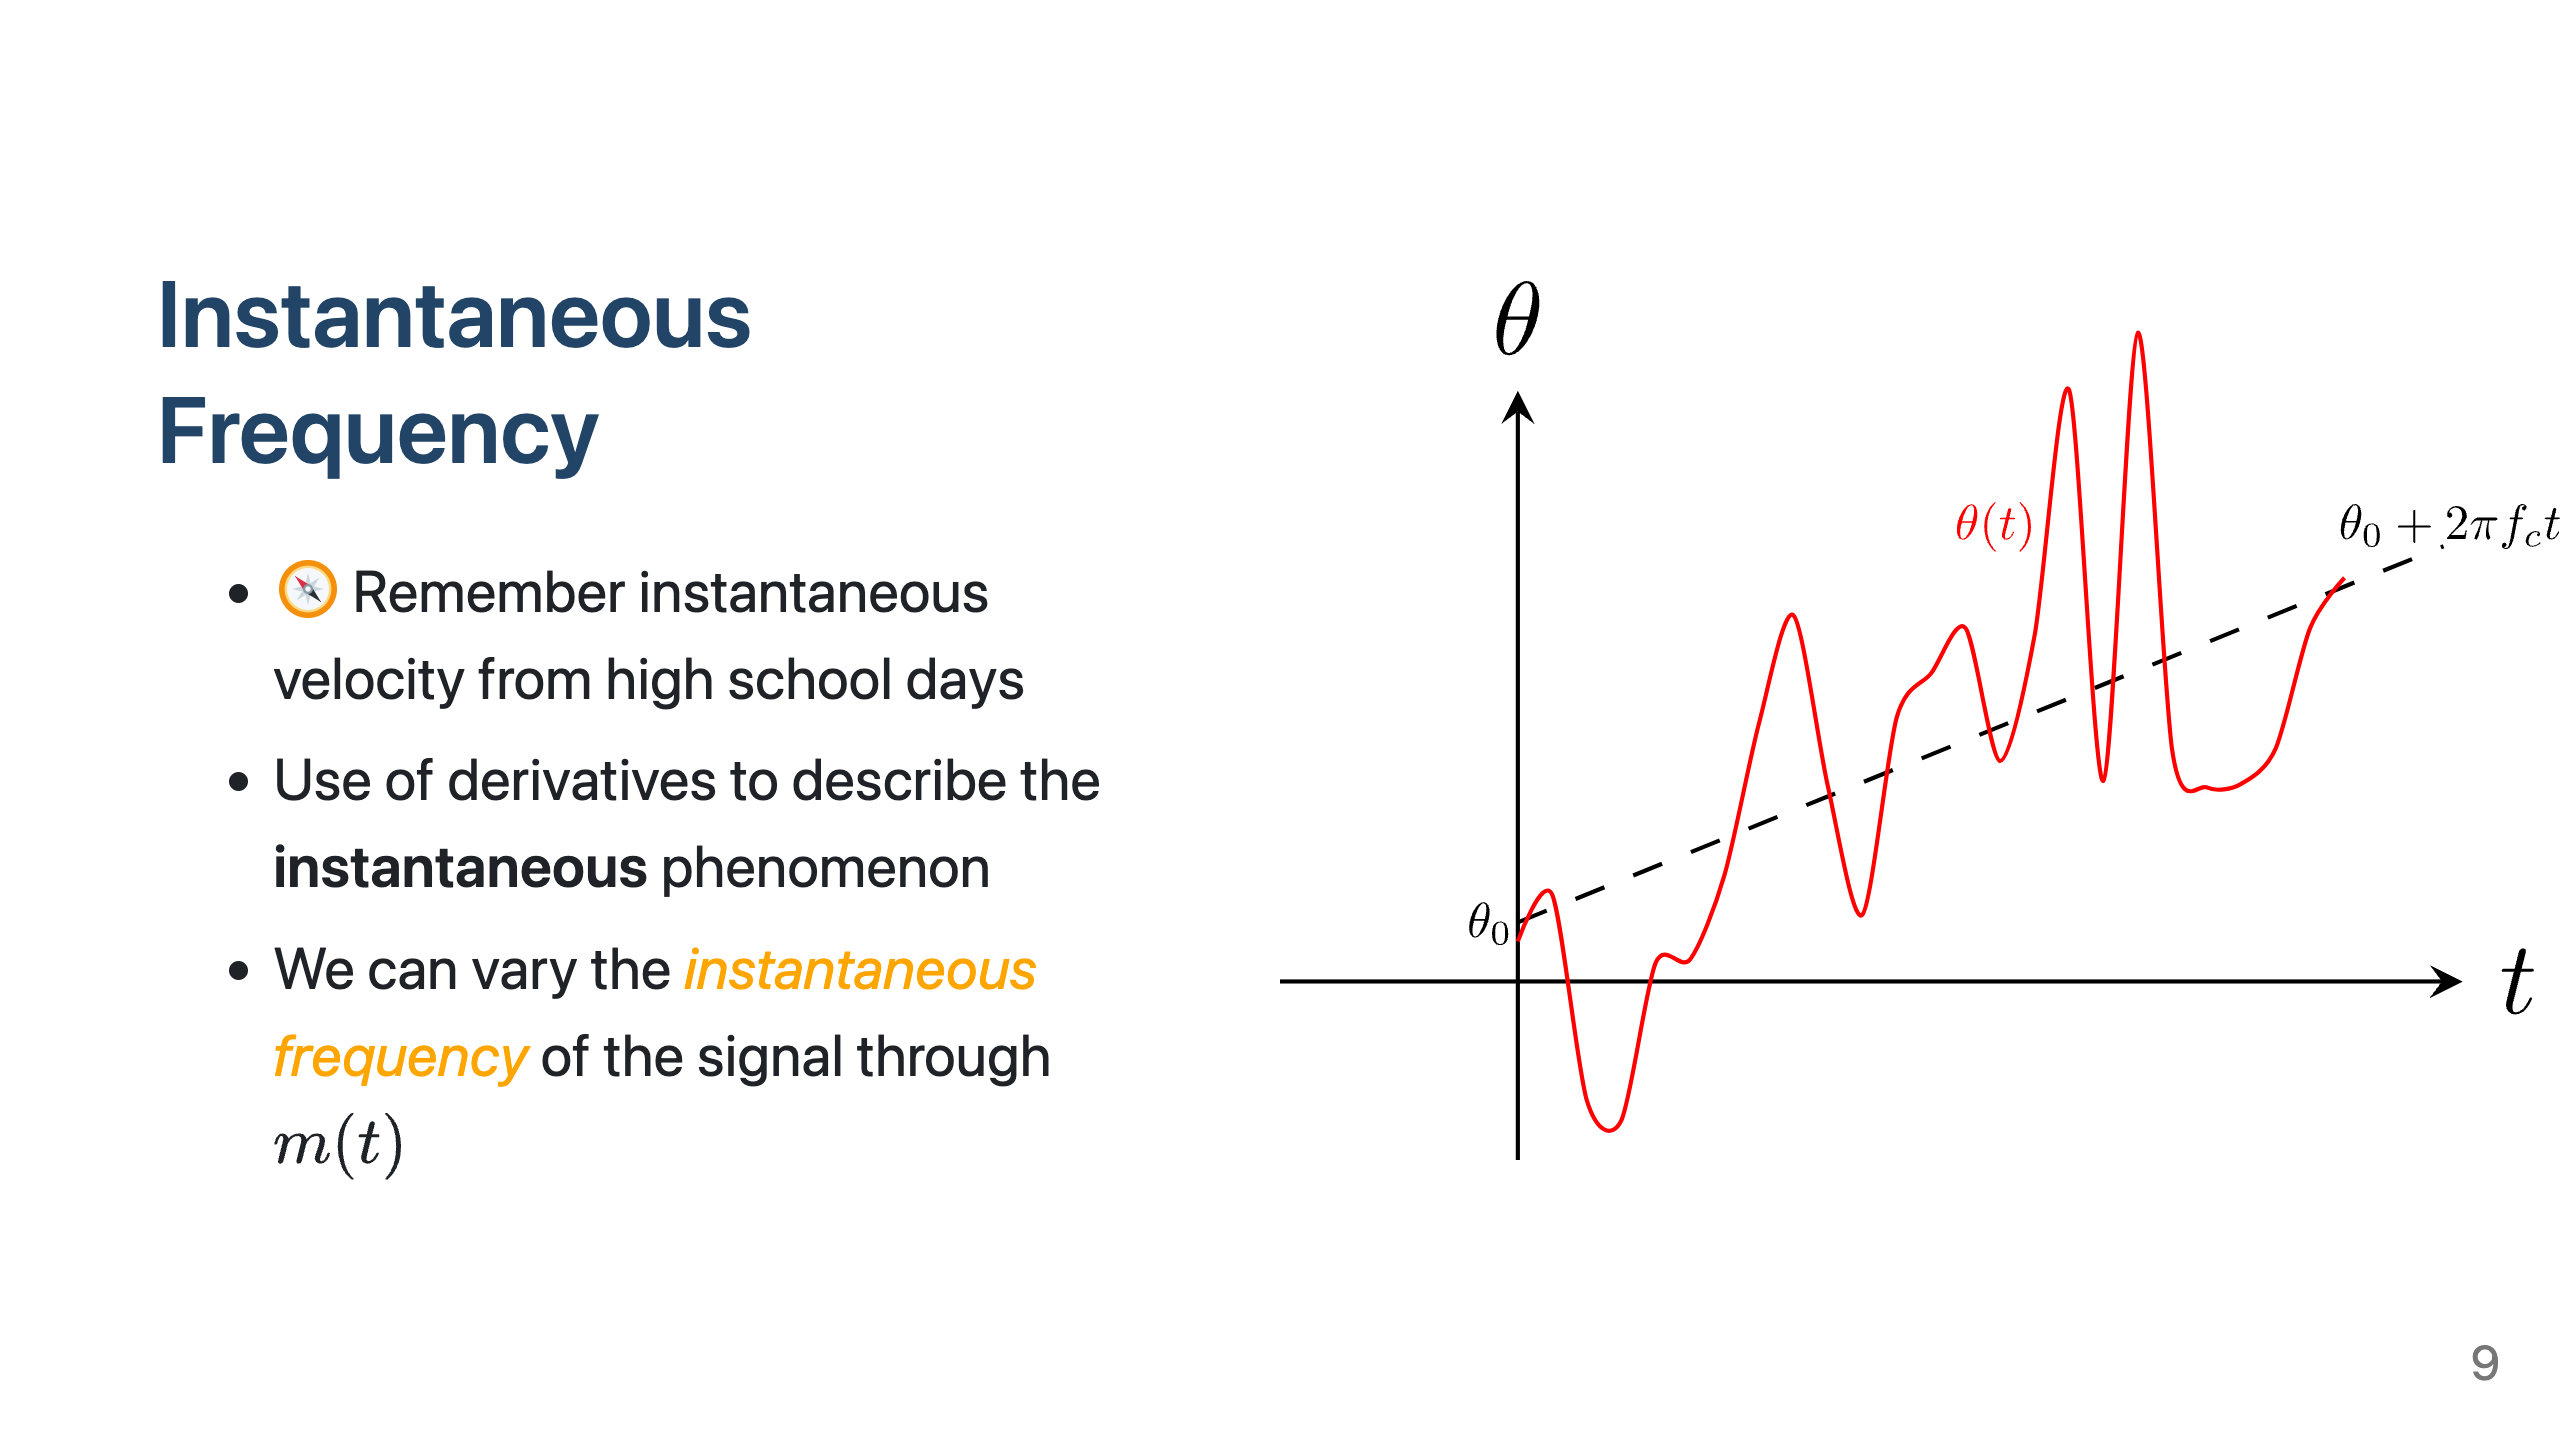 Instantaneous
Frequency
• 🧭 Remember instantaneous
velocity from high school days
• Use of derivatives to describe the
instantaneous phenomenon
• We can vary the instantaneous
frequency of the signal through
m(t)
θ
θ(t)
θ₀ + 2πf_c t
θ₀
t
9